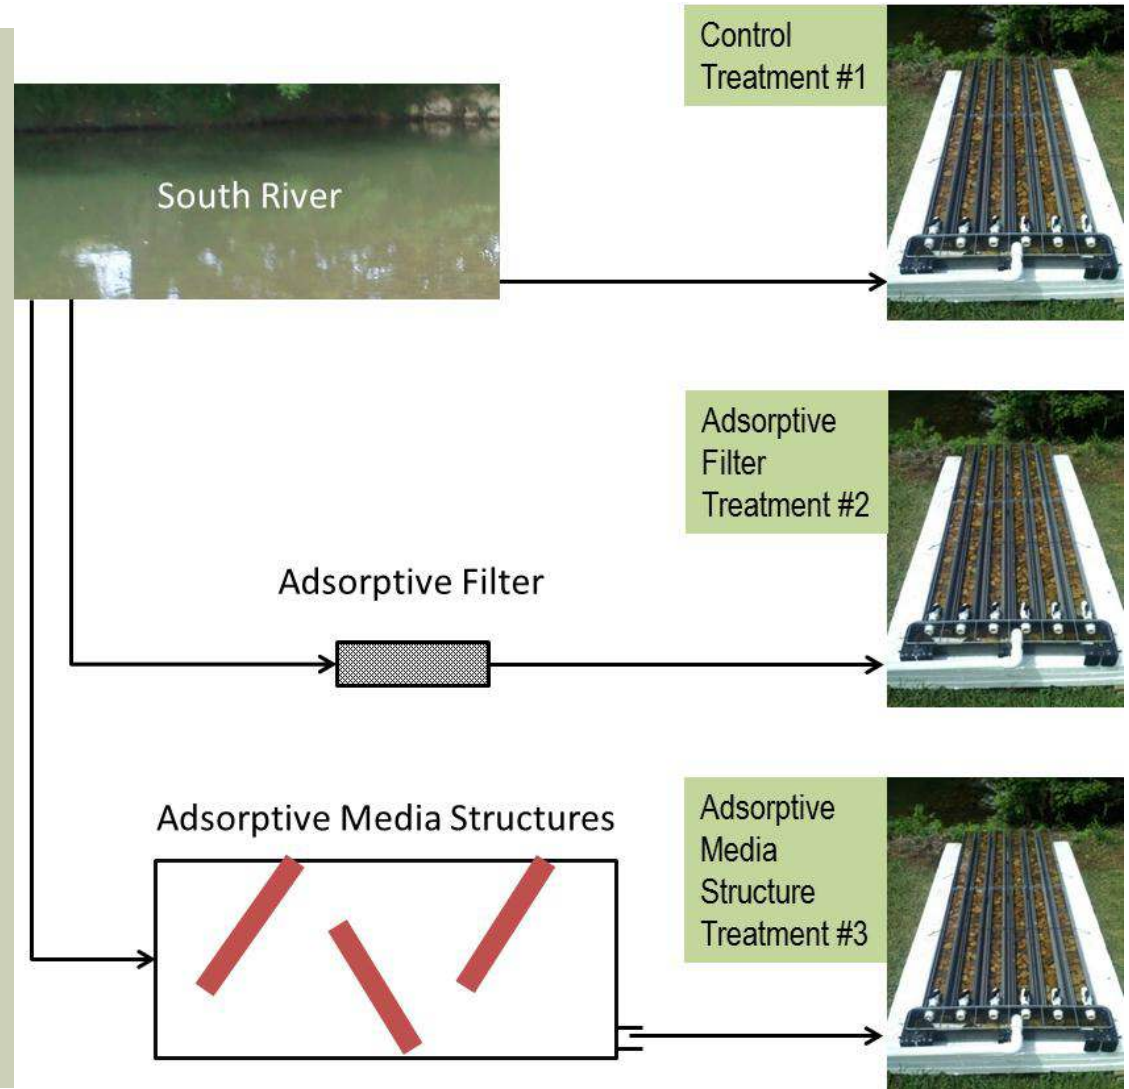 Control
Treatment #1
South River
Adsorptive
Filter
Treatment #2
Adsorptive Filter
Adsorptive Media Structures
Adsorptive
Media
Structure
Treatment #3